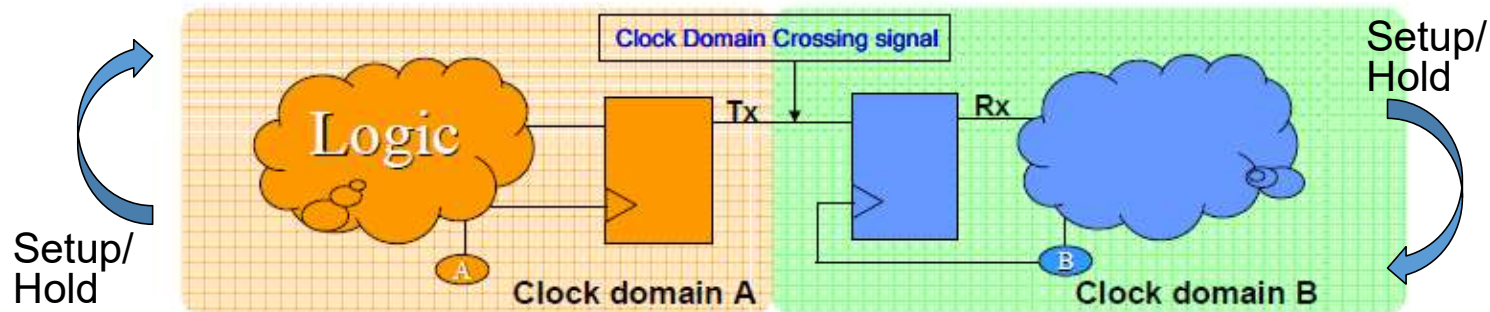 Clock Domain Crossing signal
Setup/
Hold
Logic
Tx
Rx
A
B
Setup/
Hold
Clock domain A
Clock domain B